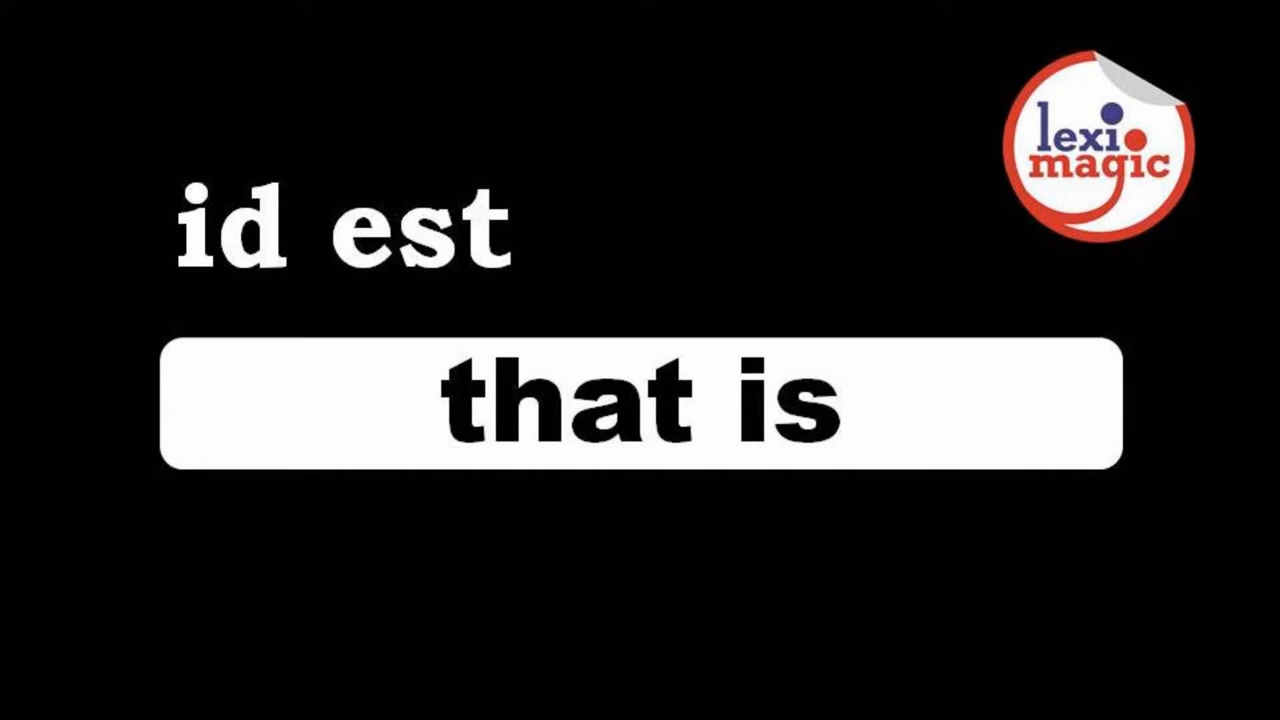 lexi
magic
id est
that is